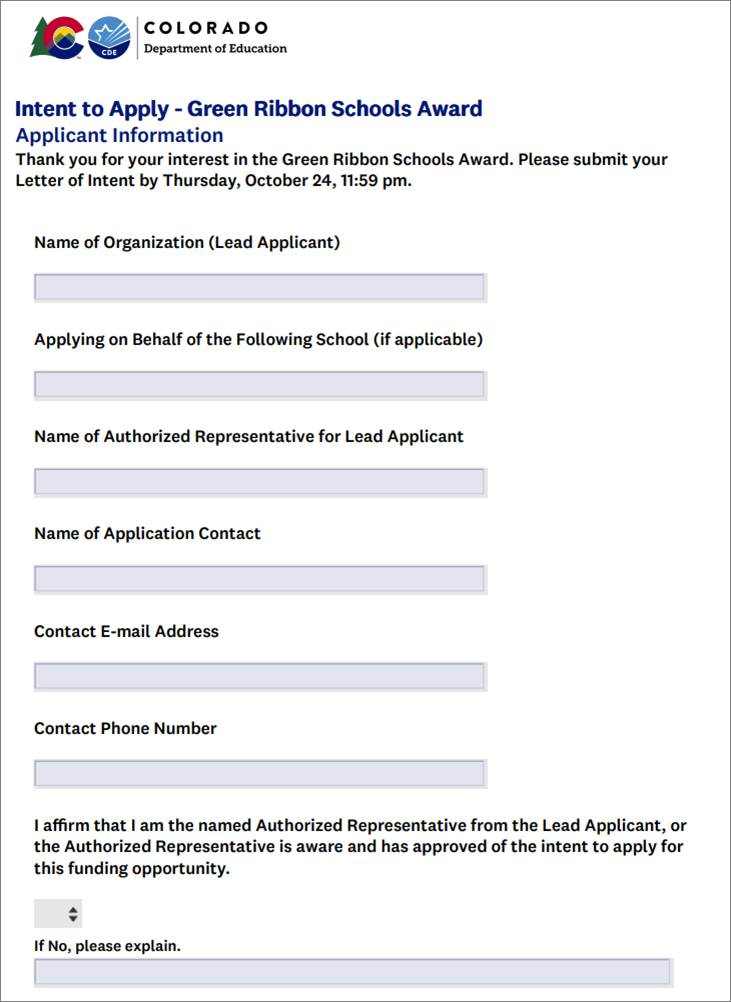 COLORADO
CDE
Department of Education
Intent to Apply - Green Ribbon Schools Award
Applicant Information
Thank you for your interest in the Green Ribbon Schools Award. Please submit your
Letter of Intent by Thursday, October 24, 11:59 pm.
Name of Organization (Lead Applicant)
Applying on Behalf of the Following School (if applicable)
Name of Authorized Representative for Lead Applicant
Name of Application Contact
Contact E-mail Address
Contact Phone Number
I affirm that I am the named Authorized Representative from the Lead Applicant, or
the Authorized Representative is aware and has approved of the intent to apply for
this funding opportunity.
If No, please explain.